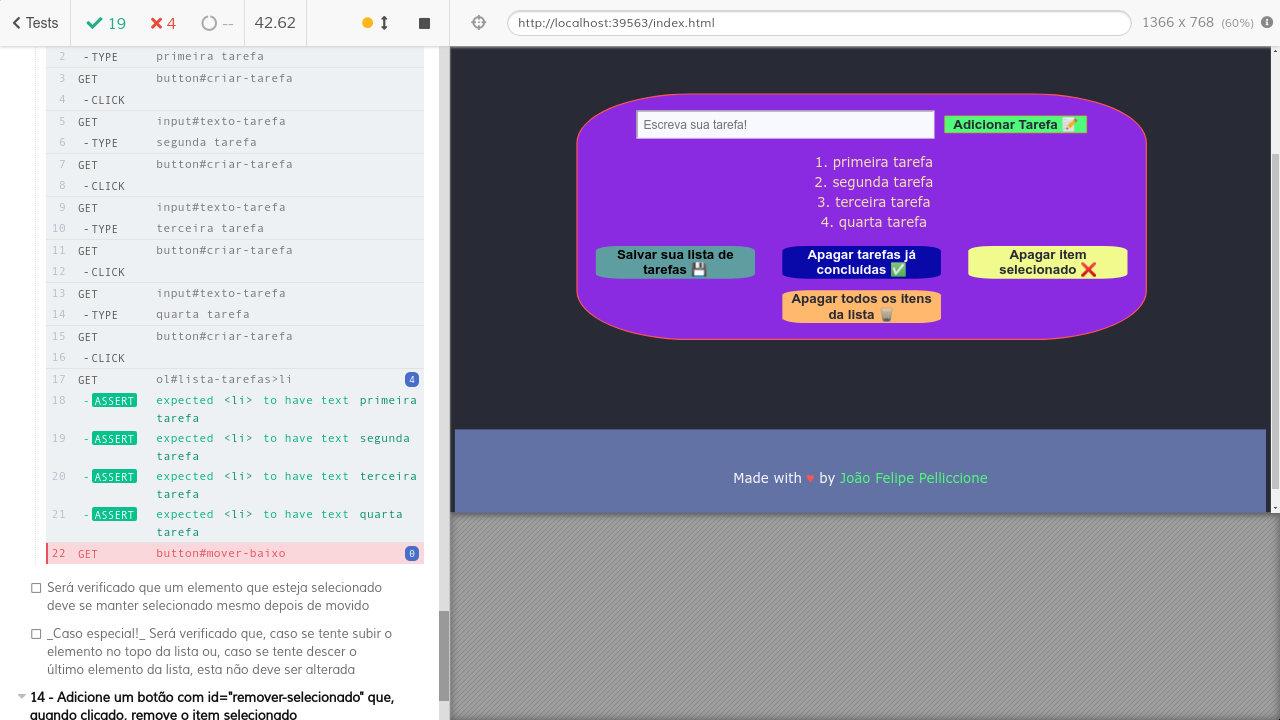 Tests 19 4 -- 42.62
http://localhost:39563/index.html 1366 x 768 (60%)
2 -TYPE primeira tarefa
3 GET button#criar-tarefa
4 -CLICK
5 GET input#texto-tarefa
6 -TYPE segunda tarefa
7 GET button#criar-tarefa
8 -CLICK
9 GET input#texto-tarefa
10 -TYPE terceira tarefa
11 GET button#criar-tarefa
12 -CLICK
13 GET input#texto-tarefa
14 -TYPE quarta tarefa
15 GET button#criar-tarefa
16 -CLICK
17 GET ol#lista-tarefas>li 4
18 -ASSERT expected <li> to have text primeira
tarefa
19 -ASSERT expected <li> to have text segunda
tarefa
20 -ASSERT expected <li> to have text terceira
tarefa
21 -ASSERT expected <li> to have text quarta
tarefa
22 GET button#mover-baixo 0
Será verificado que um elemento que esteja selecionado
deve se manter selecionado mesmo depois de movido
_Caso especial!_ Será verificado que, caso se tente subir o
elemento no topo da lista ou, caso se tente descer o
último elemento da lista, esta não deve ser alterada
14 - Adicione um botão com id="remover-selecionado" que,
quando clicado, remove o item selecionado
Escreva sua tarefa! Adicionar Tarefa 📝
1. primeira tarefa
2. segunda tarefa
3. terceira tarefa
4. quarta tarefa
Salvar sua lista de
tarefas 💾
Apagar tarefas já
concluídas ✅
Apagar item
selecionado ❌
Apagar todos os itens
da lista 🗑️
Made with ♥ by João Felipe Pelliccione